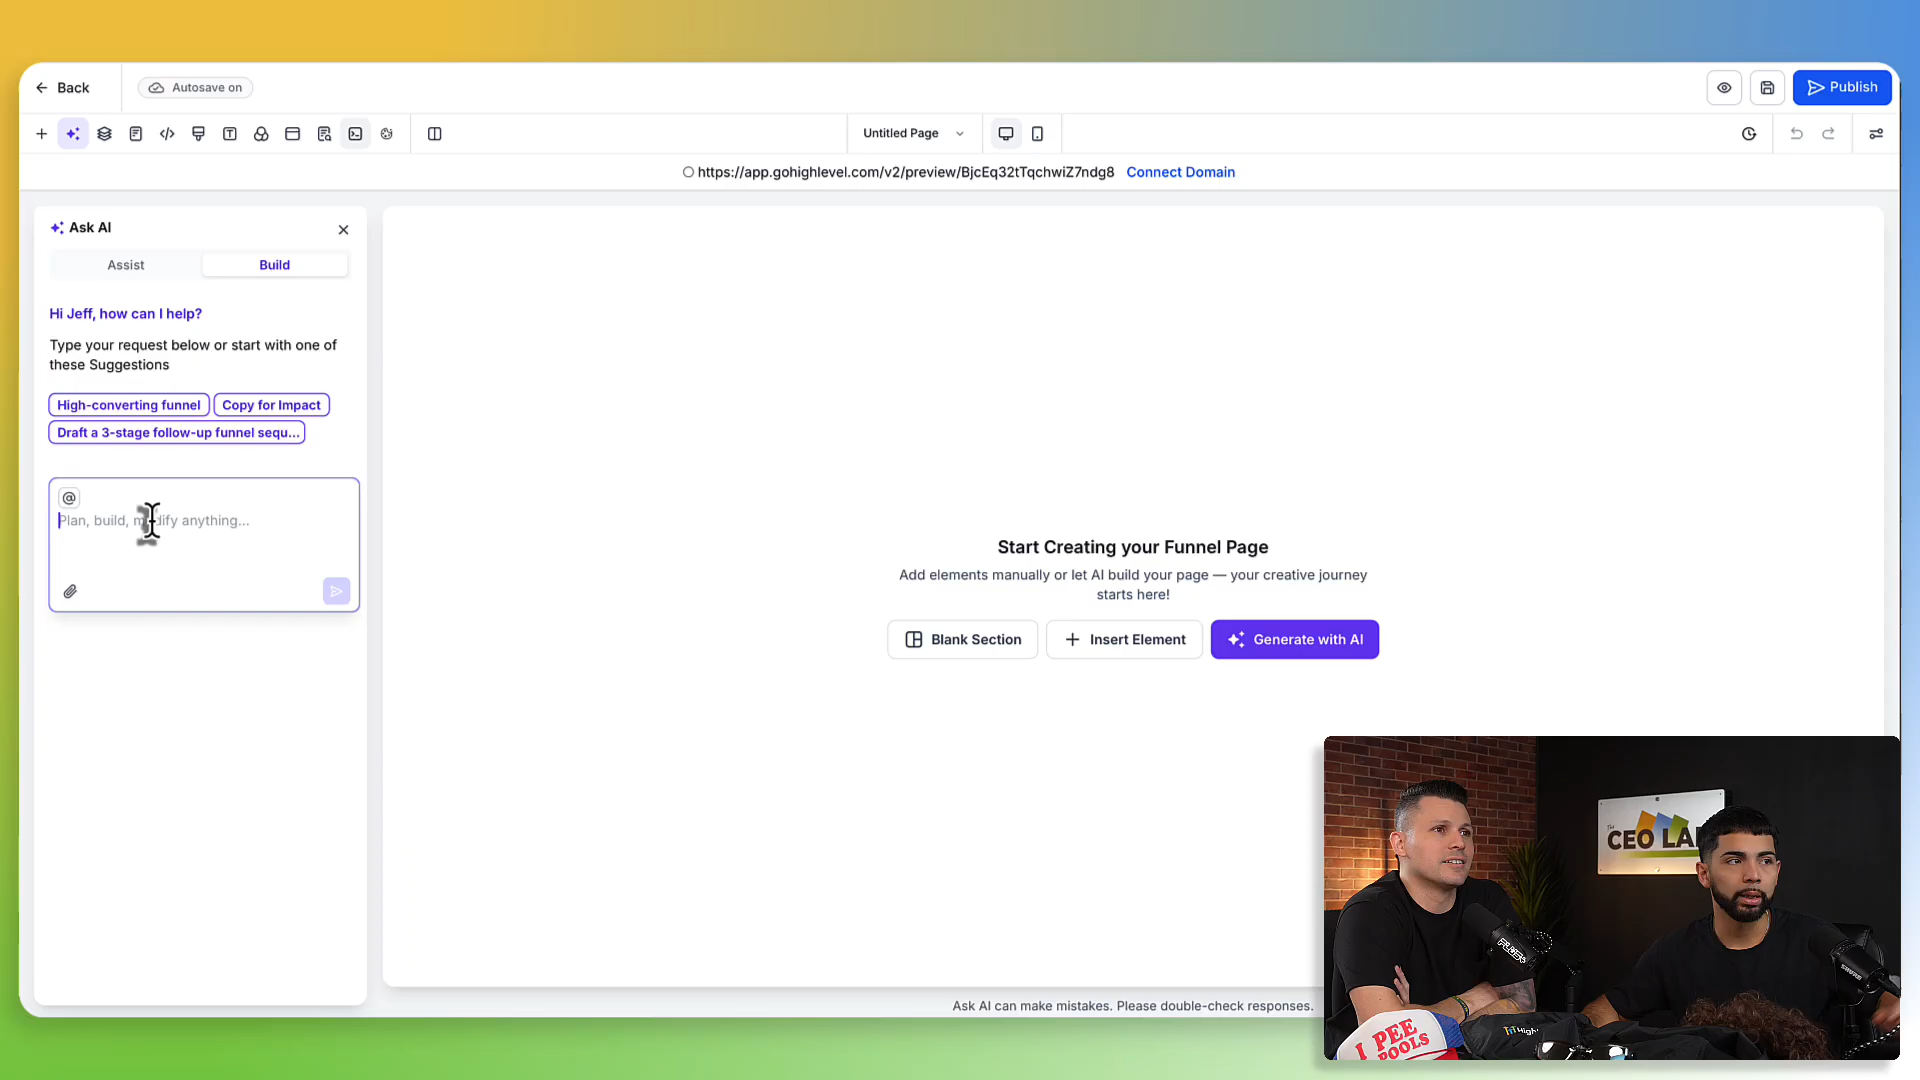 Back
Autosave on
Publish
Untitled Page
https://app.gohighlevel.com/v2/preview/BjcEq32tTqchwiZ7ndg8 Connect Domain
Ask AI
Assist
Build
Hi Jeff, how can I help?
Type your request below or start with one of
these Suggestions
High-converting funnel
Copy for Impact
Draft a 3-stage follow-up funnel sequ...
@
Plan, build, modify anything...
Start Creating your Funnel Page
Add elements manually or let AI build your page — your creative journey
starts here!
Blank Section
Insert Element
Generate with AI
Ask AI can make mistakes. Please double-check responses.
The
CEO LA
I PEE
POOLS